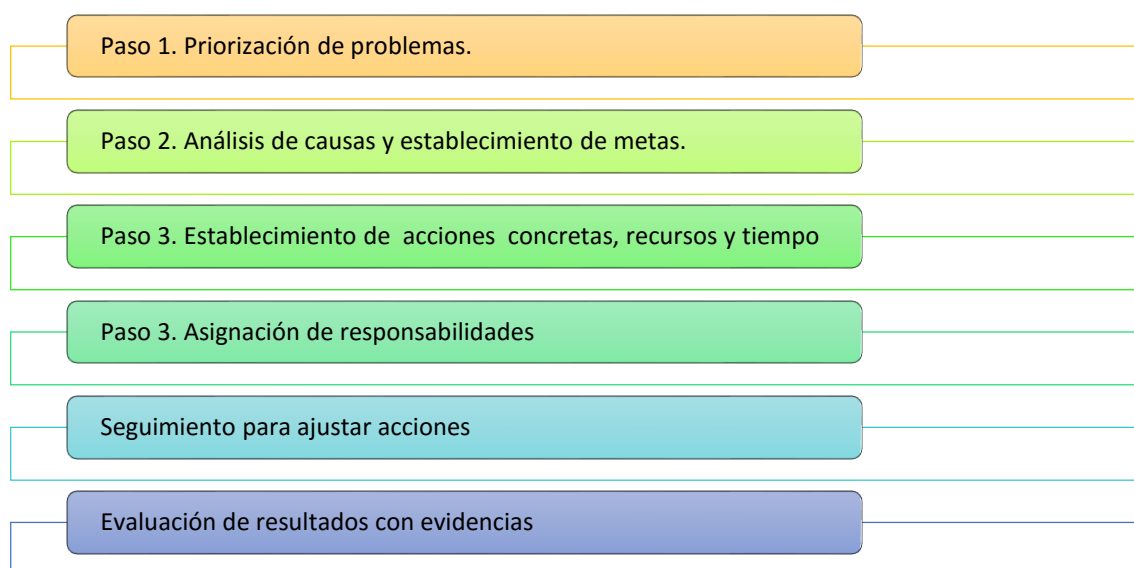 Paso 1. Priorización de problemas.
Paso 2. Análisis de causas y establecimiento de metas.
Paso 3. Establecimiento de acciones concretas, recursos y tiempo
Paso 3. Asignación de responsabilidades
Seguimiento para ajustar acciones
Evaluación de resultados con evidencias